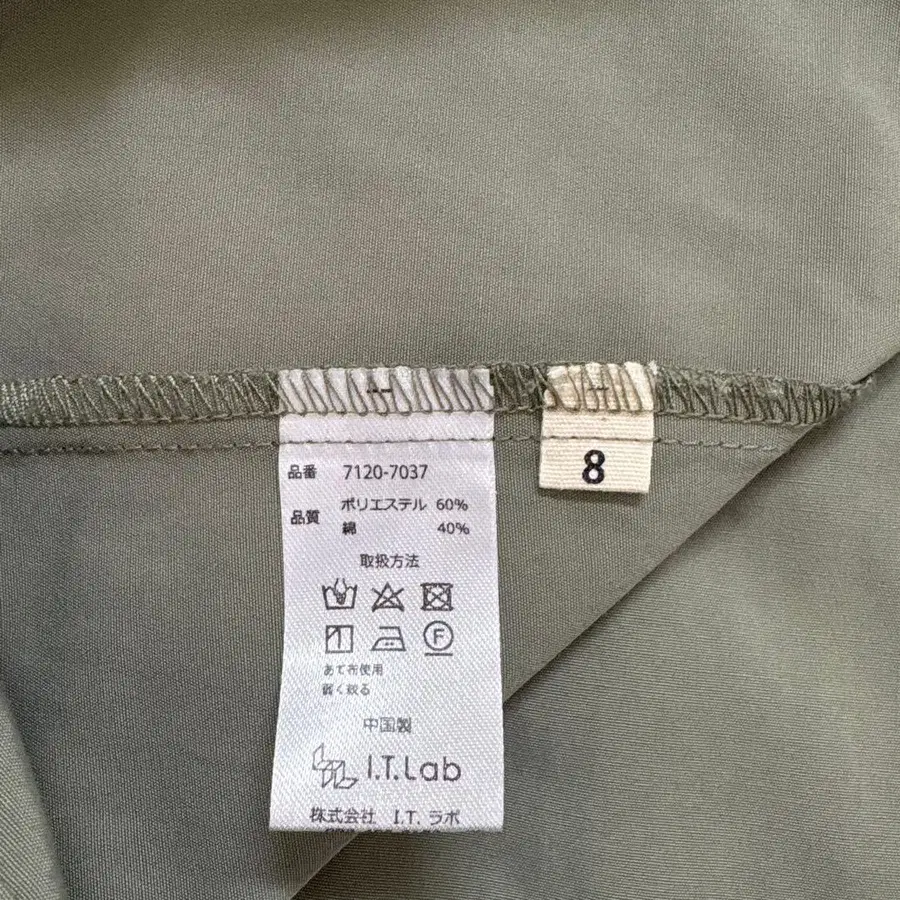 品番 7120-7037
品質 ポリエステル 60%
綿 40%
取扱方法
F
あて布使用
弱く絞る
中国製
I.T.Lab
株式会社 I.T. ラボ
8